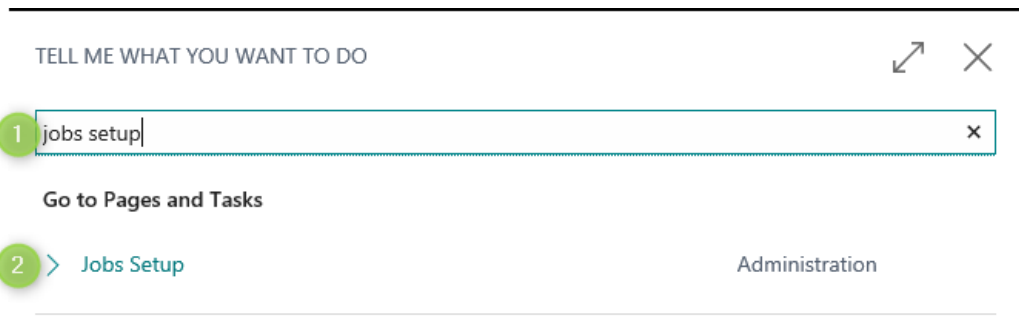 TELL ME WHAT YOU WANT TO DO
1 jobs setup
Go to Pages and Tasks
2 Jobs Setup Administration